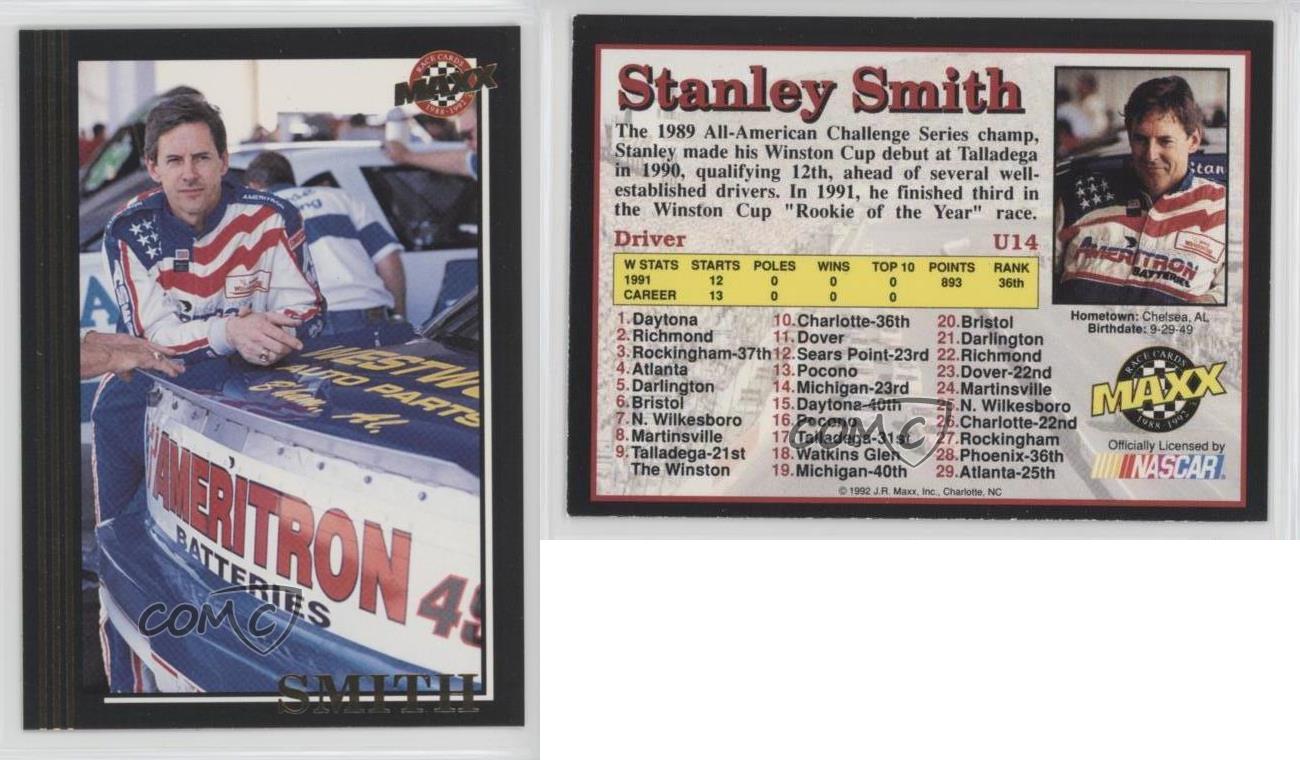 RACE CARDS
MAXX
1988-1992
AMERITRON
WESTWO
AUTO PARTS
AMERITRON
BATTERIES
49
COMC
SMITH
Stanley Smith
The 1989 All-American Challenge Series champ,
Stanley made his Winston Cup debut at Talladega
in 1990, qualifying 12th, ahead of several well-
established drivers. In 1991, he finished third in
the Winston Cup "Rookie of the Year" race.
Driver U14
W STATS STARTS POLES WINS TOP 10 POINTS RANK
1991 12 0 0 0 893 36th
CAREER 13 0 0 0
1. Daytona
2. Richmond
3. Rockingham-37th
4. Atlanta
5. Darlington
6. Bristol
7. N. Wilkesboro
8. Martinsville
9. Talladega-21st
The Winston
10. Charlotte-36th
11. Dover
12. Sears Point-23rd
13. Pocono
14. Michigan-23rd
15. Daytona-40th
16. Pocono
17. Talladega-31st
18. Watkins Glen
19. Michigan-40th
20. Bristol
21. Darlington
22. Richmond
23. Dover-22nd
24. Martinsville
25. N. Wilkesboro
26. Charlotte-22nd
27. Rockingham
28. Phoenix-36th
29. Atlanta-25th
COMC
© 1992 J.R. Maxx, Inc., Charlotte, NC
Stan
AMERITRON
BATTERIES
Hometown: Chelsea, AL
Birthdate: 9-29-49
RACE CARDS
MAXX
1988-1992
Officially Licensed by
NASCAR